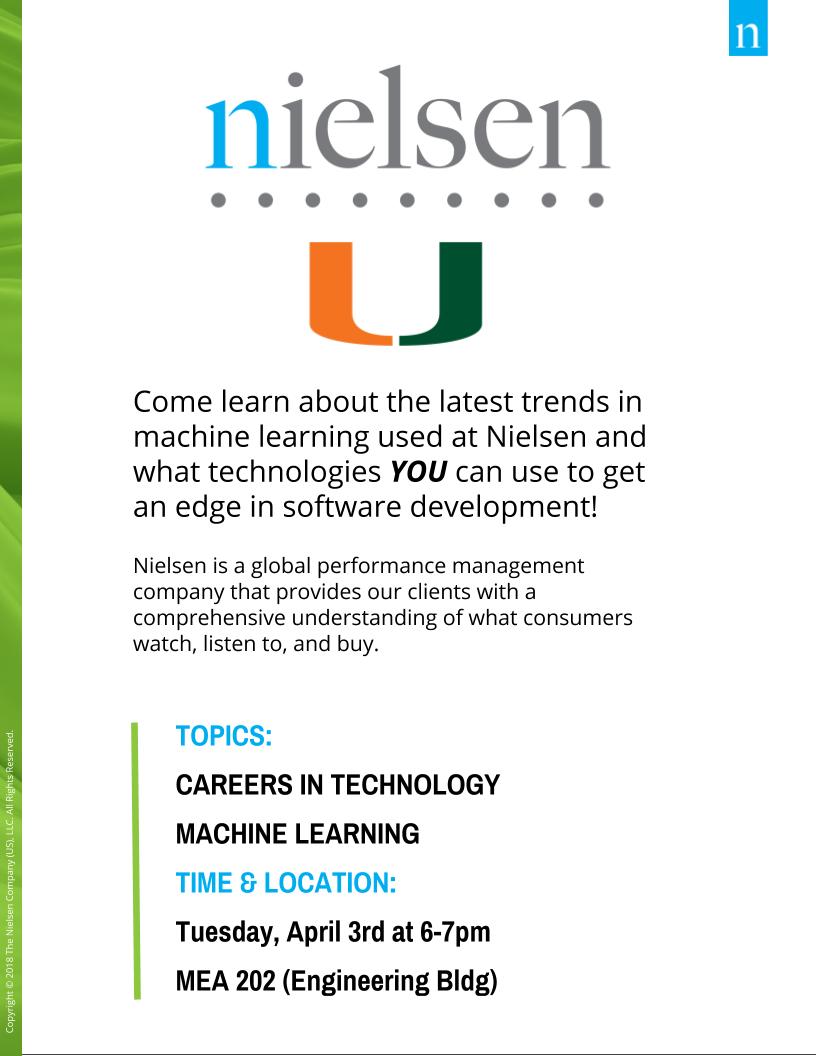 n
nielsen
U
Come learn about the latest trends in
machine learning used at Nielsen and
what technologies YOU can use to get
an edge in software development!
Nielsen is a global performance management
company that provides our clients with a
comprehensive understanding of what consumers
watch, listen to, and buy.
TOPICS:
CAREERS IN TECHNOLOGY
MACHINE LEARNING
TIME & LOCATION:
Tuesday, April 3rd at 6-7pm
MEA 202 (Engineering Bldg)
Copyright © 2018 The Nielsen Company (US), LLC. All Rights Reserved.